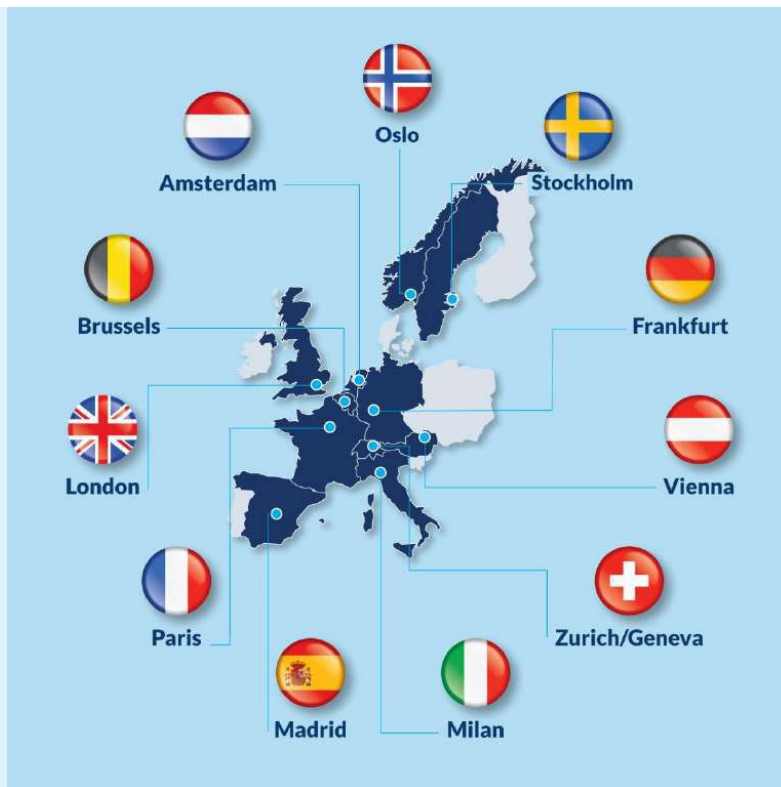 Oslo
Amsterdam
Stockholm
Brussels
Frankfurt
London
Vienna
Paris
Zurich/Geneva
Madrid
Milan